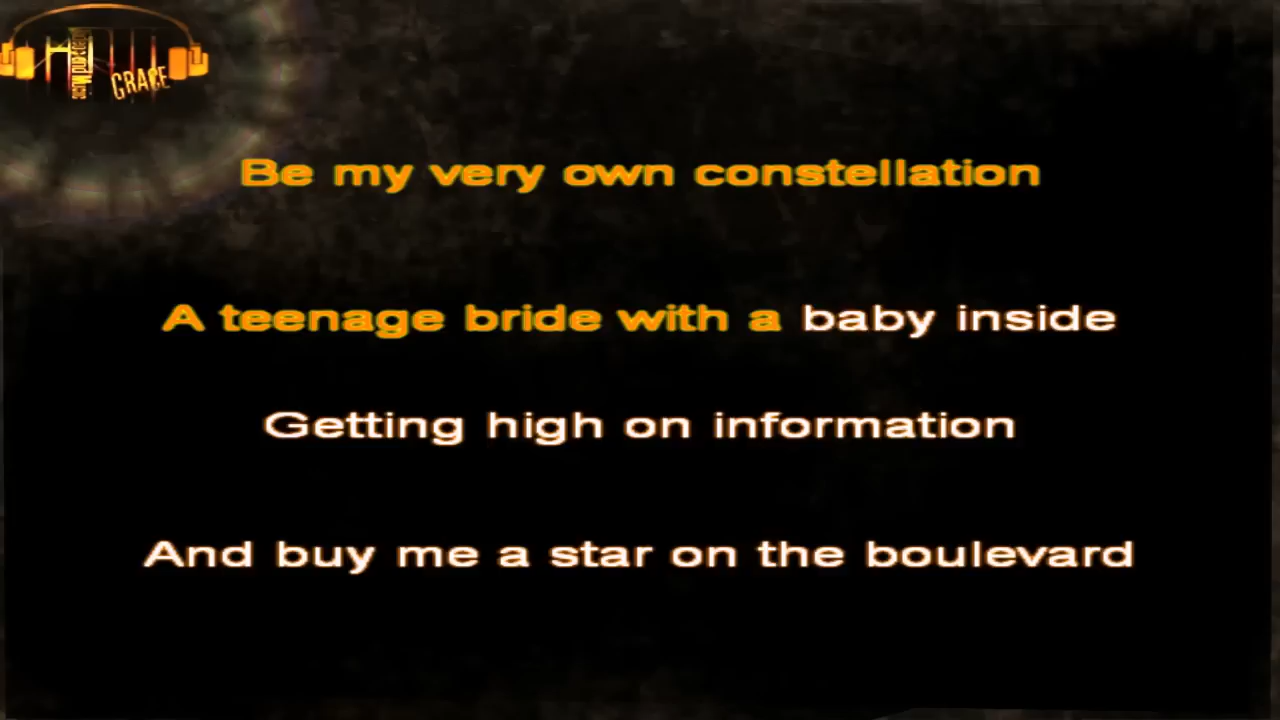 GRACE
Be my very own constellation
A teenage bride with a baby inside
Getting high on information
And buy me a star on the boulevard